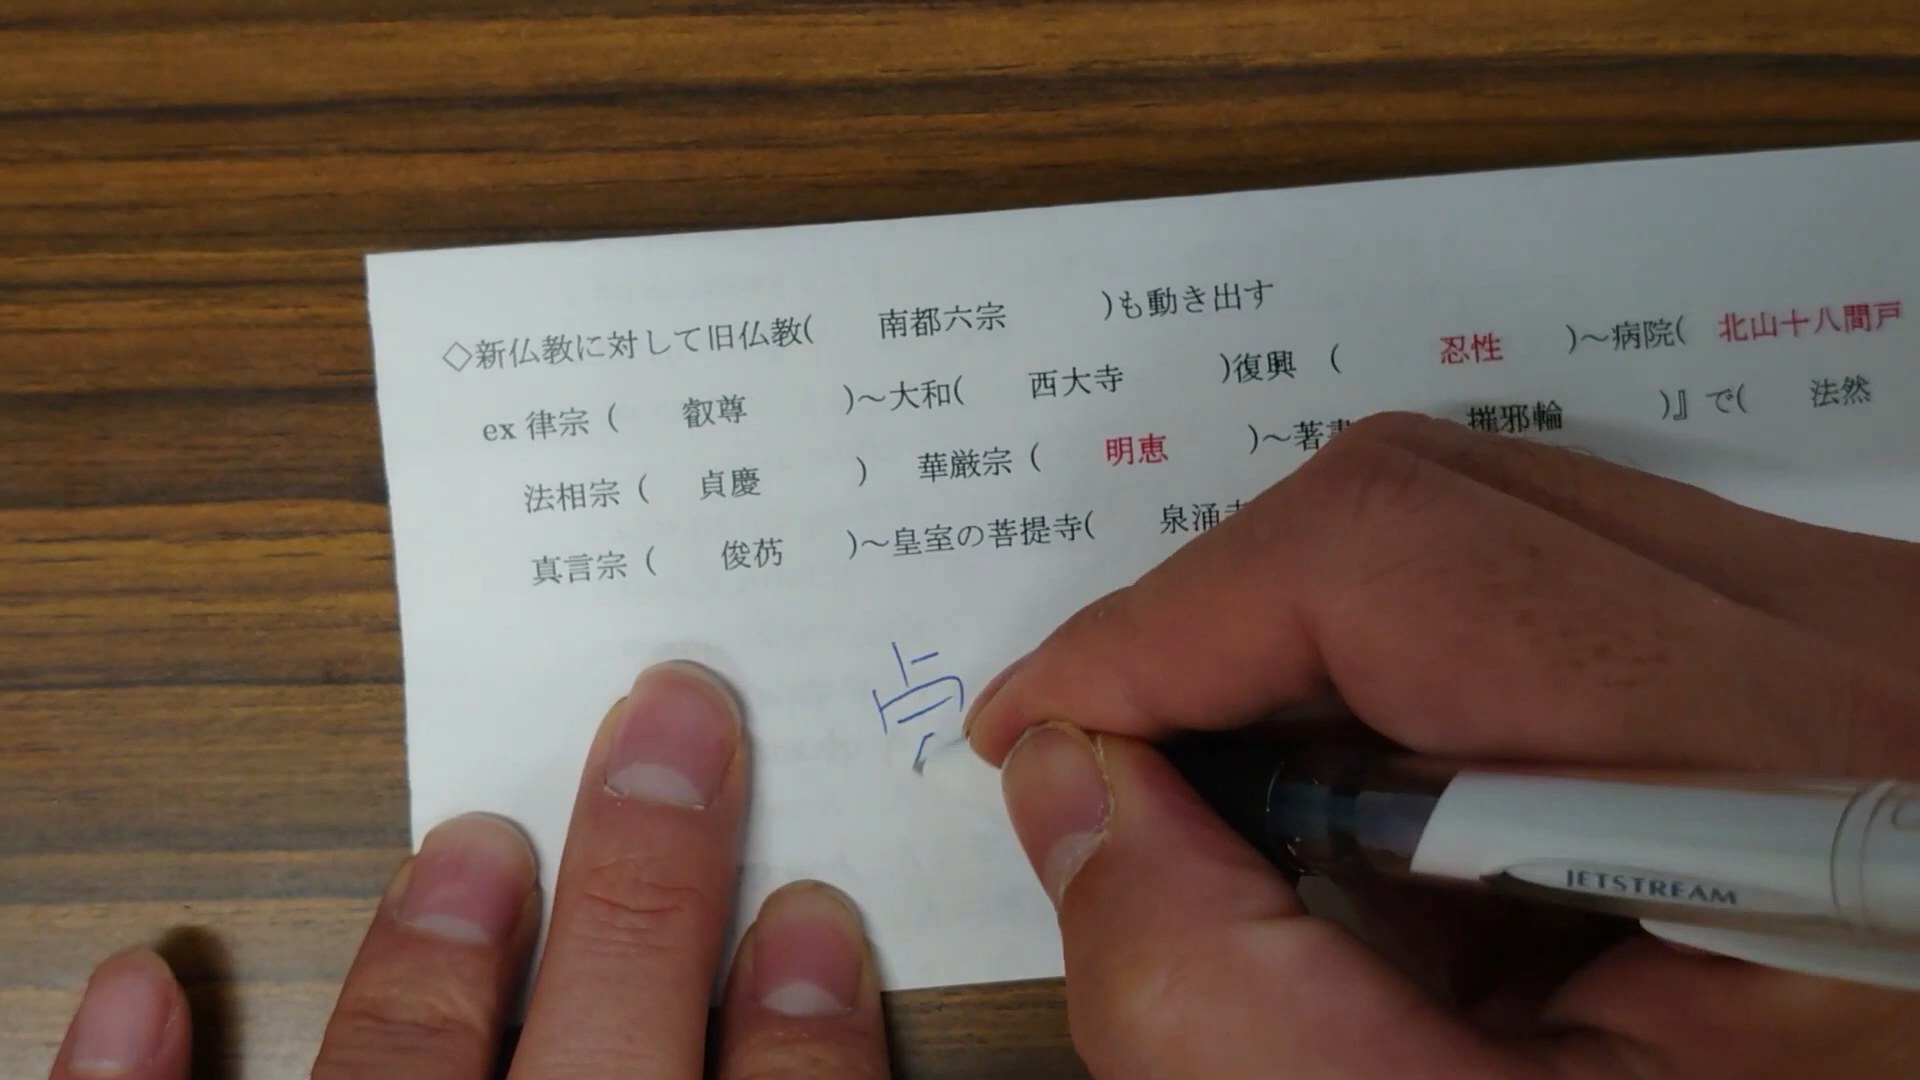 ◇新仏教に対して旧仏教( 南都六宗 )も動き出す
ex 律宗 ( 叡尊 )～大和( 西大寺 )復興 ( 忍性 )～病院( 北山十八間戸
法相宗 ( 貞慶 ) 華厳宗 ( 明恵 )～著 摧邪輪 )』で( 法然
真言宗 ( 俊芿 )～皇室の菩提寺( 泉涌
JETSTREAM